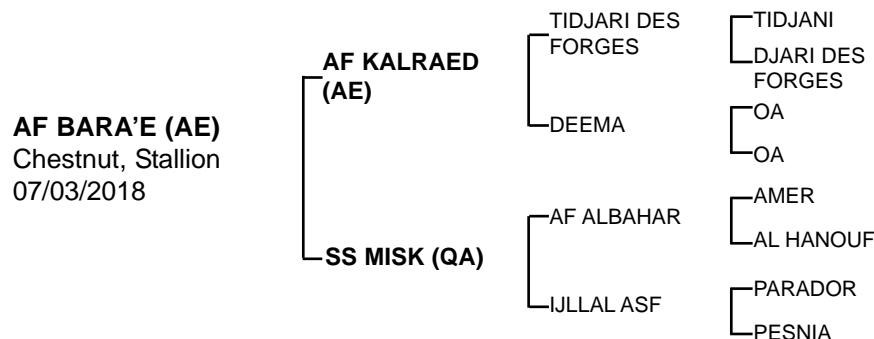 AF BARA’E (AE)
Chestnut, Stallion
07/03/2018
AF KALRAED
(AE)
SS MISK (QA)
TIDJARI DES
FORGES
DEEMA
AF ALBAHAR
IJLLAL ASF
TIDJANI
DJARI DES
FORGES
OA
OA
AMER
AL HANOUF
PARADOR
PESNIA